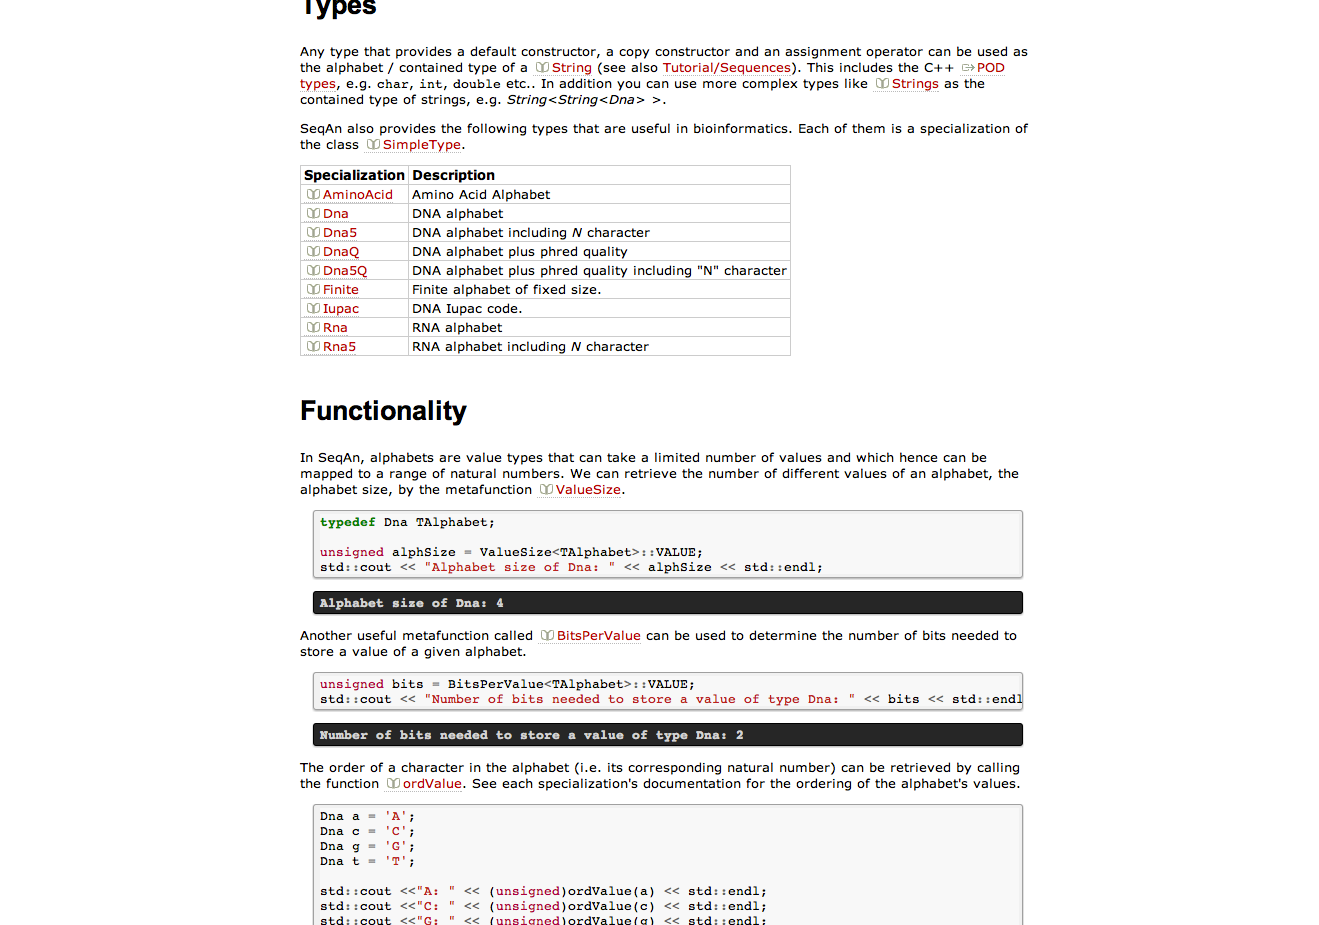 Types
Any type that provides a default constructor, a copy constructor and an assignment operator can be used as
the alphabet / contained type of a String (see also Tutorial/Sequences). This includes the C++ POD
types, e.g. char, int, double etc.. In addition you can use more complex types like Strings as the
contained type of strings, e.g. String<String<Dna> >.
SeqAn also provides the following types that are useful in bioinformatics. Each of them is a specialization of
the class SimpleType.
Specialization Description
AminoAcid Amino Acid Alphabet
Dna DNA alphabet
Dna5 DNA alphabet including N character
DnaQ DNA alphabet plus phred quality
Dna5Q DNA alphabet plus phred quality including "N" character
Finite Finite alphabet of fixed size.
Iupac DNA Iupac code.
Rna RNA alphabet
Rna5 RNA alphabet including N character
Functionality
In SeqAn, alphabets are value types that can take a limited number of values and which hence can be
mapped to a range of natural numbers. We can retrieve the number of different values of an alphabet, the
alphabet size, by the metafunction ValueSize.
typedef Dna TAlphabet;
unsigned alphSize = ValueSize<TAlphabet>::VALUE;
std::cout << "Alphabet size of Dna: " << alphSize << std::endl;
Alphabet size of Dna: 4
Another useful metafunction called BitsPerValue can be used to determine the number of bits needed to
store a value of a given alphabet.
unsigned bits = BitsPerValue<TAlphabet>::VALUE;
std::cout << "Number of bits needed to store a value of type Dna: " << bits << std::endl
Number of bits needed to store a value of type Dna: 2
The order of a character in the alphabet (i.e. its corresponding natural number) can be retrieved by calling
the function ordValue. See each specialization's documentation for the ordering of the alphabet's values.
Dna a = 'A';
Dna c = 'C';
Dna g = 'G';
Dna t = 'T';
std::cout <<"A: " << (unsigned)ordValue(a) << std::endl;
std::cout <<"C: " << (unsigned)ordValue(c) << std::endl;
std::cout <<"G: " << (unsigned)ordValue(g) << std::endl;